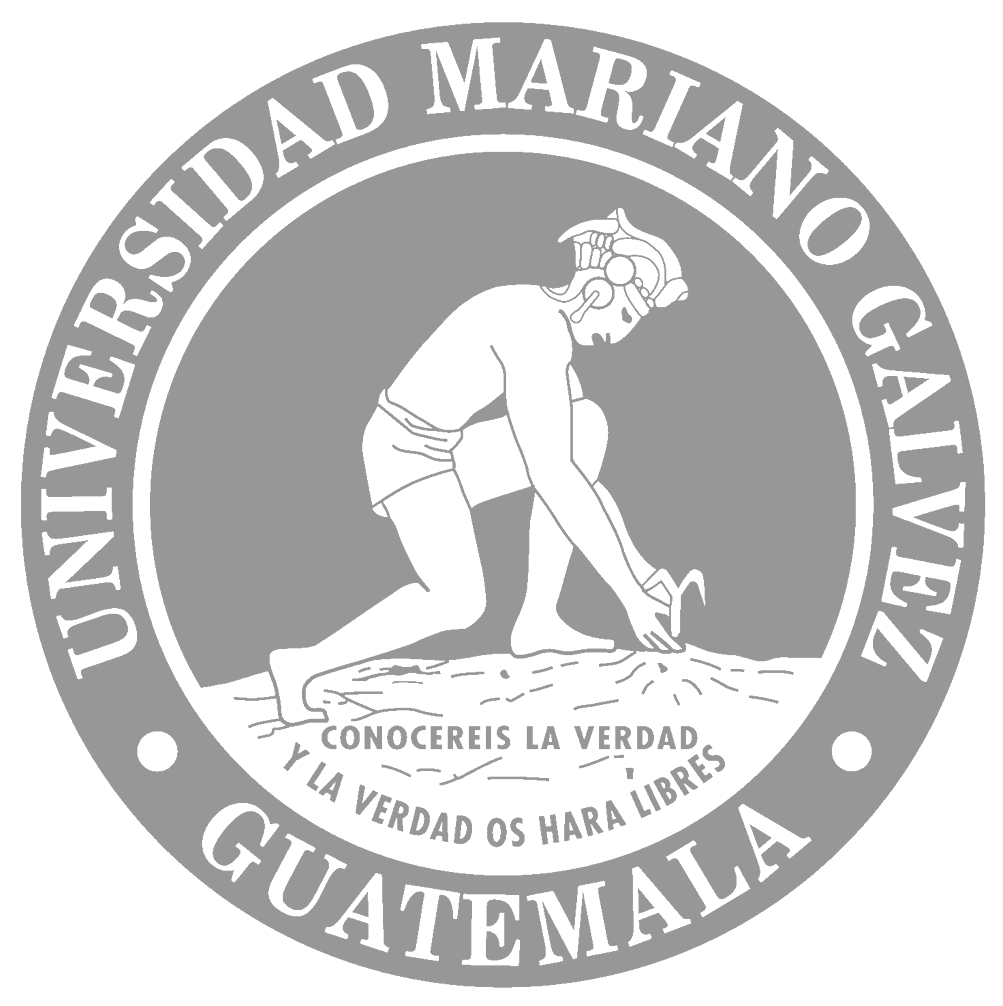 UNIVERSIDAD MARIANO GALVEZ
CONOCEREIS LA VERDAD
Y LA VERDAD OS HARA LIBRES
GUATEMALA